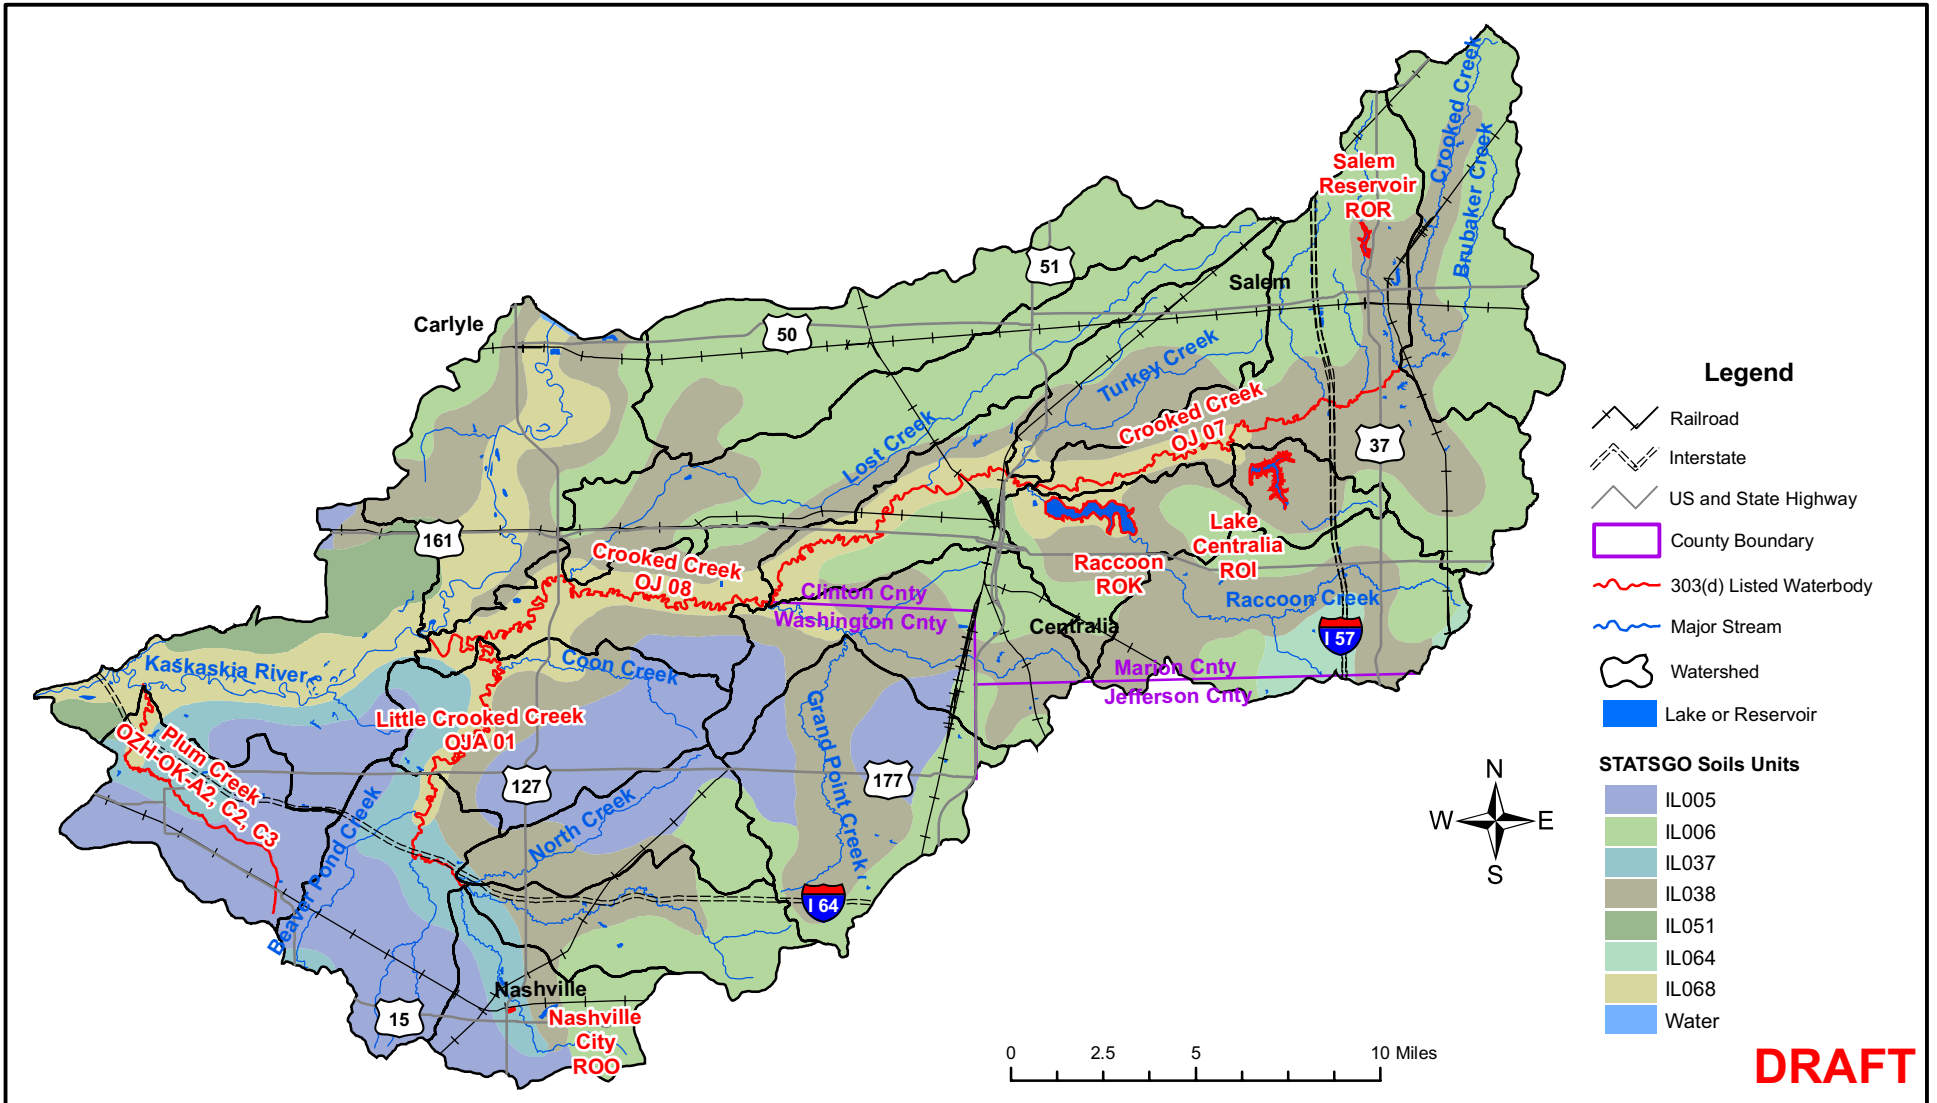 Crooked Creek
Brubaker Creek
Salem
Reservoir
ROR
51
Salem
Carlyle
50
Turkey Creek
Crooked Creek
OJ 07
Lost Creek
37
161
Lake
Centralia
ROI
Raccoon
ROK
Crooked Creek
OJ 08
Clinton Cnty
Washington Cnty
Raccoon Creek
Centralia
I 57
Marion Cnty
Jefferson Cnty
Kaskaskia River
Coon Creek
Little Crooked Creek
OJA 01
Plum Creek
OZH-OK-A2, C2, C3
Grand Point Creek
127
177
North Creek
Beaver Pond Creek
I 64
Nashville
15
Nashville
City
ROO
Legend
Railroad
Interstate
US and State Highway
County Boundary
303(d) Listed Waterbody
Major Stream
Watershed
Lake or Reservoir
STATSGO Soils Units
IL005
IL006
IL037
IL038
IL051
IL064
IL068
Water
N
W E
S
0 2.5 5 10 Miles
DRAFT